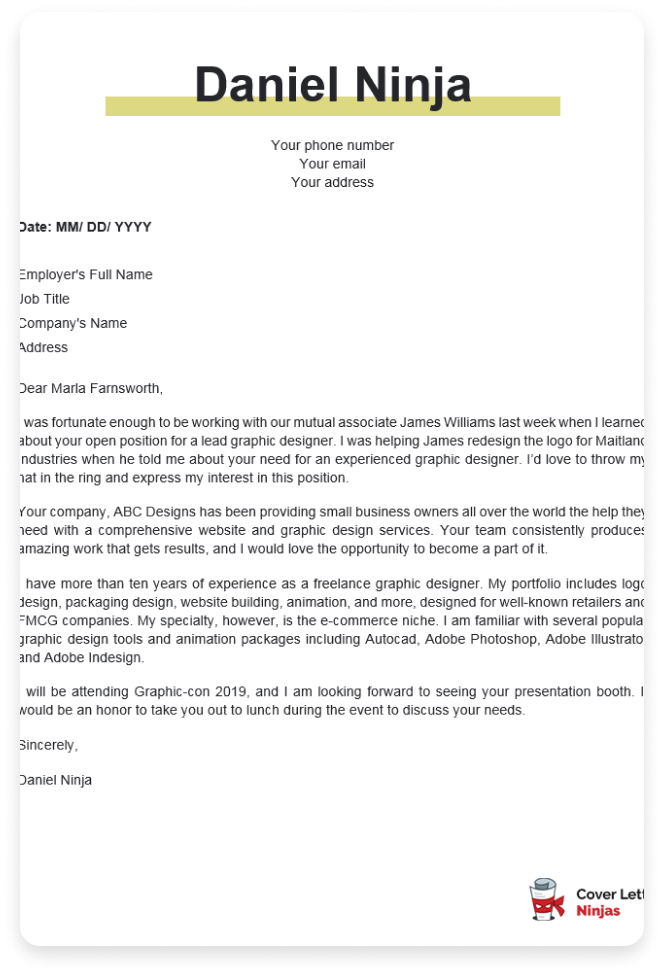 Daniel Ninja
Your phone number
Your email
Your address
Date: MM/ DD/ YYYY
Employer's Full Name
Job Title
Company's Name
Address
Dear Marla Farnsworth,
I was fortunate enough to be working with our mutual associate James Williams last week when I learned
about your open position for a lead graphic designer. I was helping James redesign the logo for Maitland
Industries when he told me about your need for an experienced graphic designer. I'd love to throw my
hat in the ring and express my interest in this position.
Your company, ABC Designs has been providing small business owners all over the world the help they
need with a comprehensive website and graphic design services. Your team consistently produces
amazing work that gets results, and I would love the opportunity to become a part of it.
I have more than ten years of experience as a freelance graphic designer. My portfolio includes logo
design, packaging design, website building, animation, and more, designed for well-known retailers and
FMCG companies. My specialty, however, is the e-commerce niche. I am familiar with several popula
graphic design tools and animation packages including Autocad, Adobe Photoshop, Adobe Illustrato
and Adobe Indesign.
I will be attending Graphic-con 2019, and I am looking forward to seeing your presentation booth. I
would be an honor to take you out to lunch during the event to discuss your needs.
Sincerely,
Daniel Ninja
Cover Lett
Ninjas